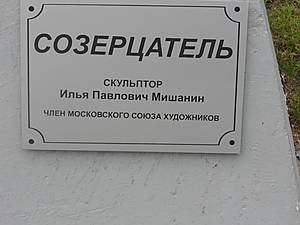 СОЗЕРЦАТЕЛЬ
СКУЛЬПТОР
Илья Павлович Мишанин
ЧЛЕН МОСКОВСКОГО СОЮЗА ХУДОЖНИКОВ